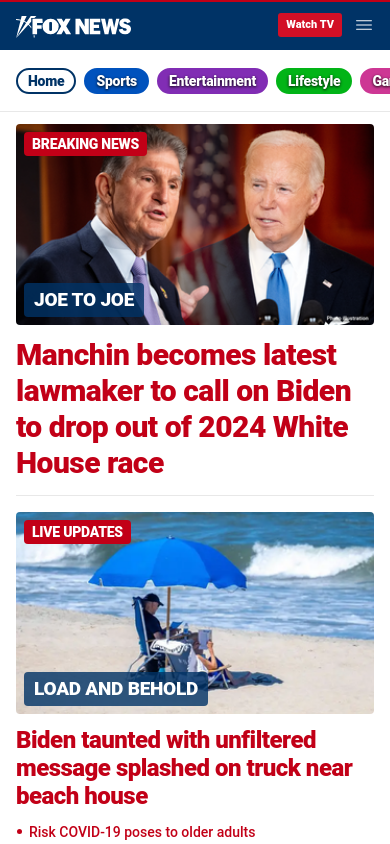 FOX NEWS
Watch TV
Home
Sports
Entertainment
Lifestyle
Ga
BREAKING NEWS
JOE TO JOE
Photo Illustration
Manchin becomes latest
lawmaker to call on Biden
to drop out of 2024 White
House race
LIVE UPDATES
LOAD AND BEHOLD
Biden taunted with unfiltered
message splashed on truck near
beach house
• Risk COVID-19 poses to older adults